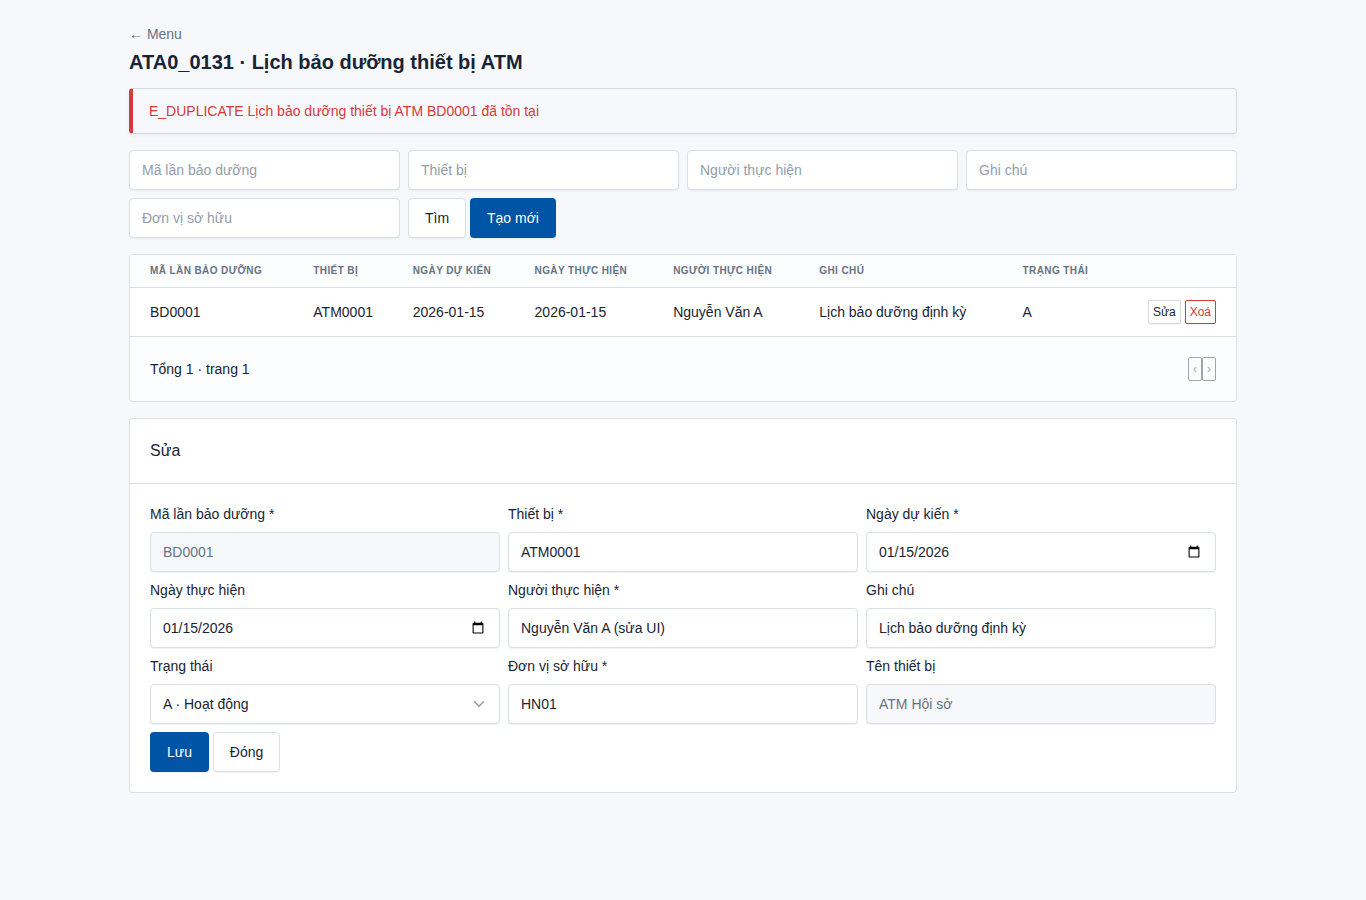 ← Menu
ATA0_0131 · Lịch bảo dưỡng thiết bị ATM
E_DUPLICATE Lịch bảo dưỡng thiết bị ATM BD0001 đã tồn tại
Mã lần bảo dưỡng Thiết bị Người thực hiện Ghi chú
Đơn vị sở hữu Tìm Tạo mới
MÃ LẦN BẢO DƯỠNG THIẾT BỊ NGÀY DỰ KIẾN NGÀY THỰC HIỆN NGƯỜI THỰC HIỆN GHI CHÚ TRẠNG THÁI
BD0001 ATM0001 2026-01-15 2026-01-15 Nguyễn Văn A Lịch bảo dưỡng định kỳ A Sửa Xoá
Tổng 1 · trang 1 ‹ ›
Sửa
Mã lần bảo dưỡng * Thiết bị * Ngày dự kiến *
BD0001 ATM0001 01/15/2026
Ngày thực hiện Người thực hiện * Ghi chú
01/15/2026 Nguyễn Văn A (sửa UI) Lịch bảo dưỡng định kỳ
Trạng thái Đơn vị sở hữu * Tên thiết bị
A · Hoạt động HN01 ATM Hội sở
Lưu Đóng